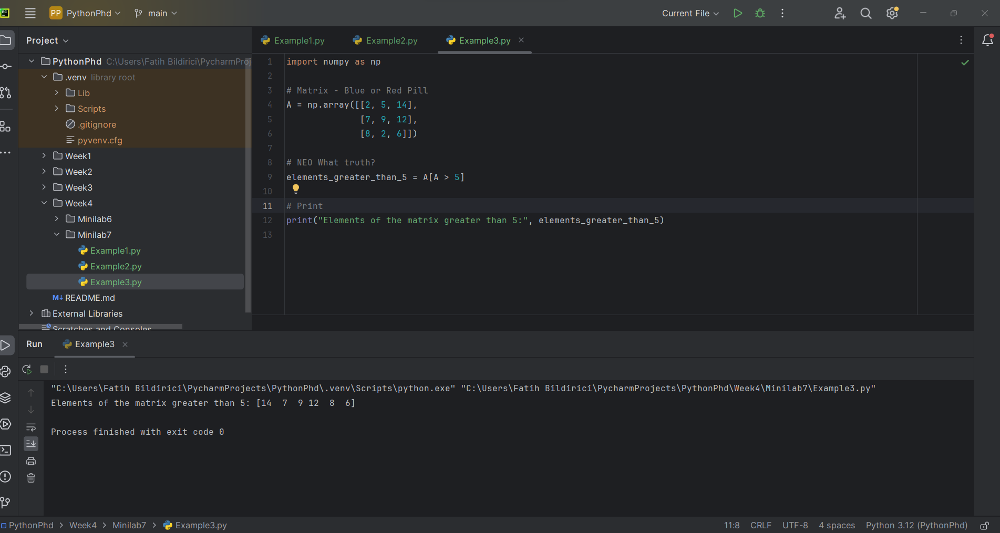 PC
PP PythonPhd main Current File
Project
Example1.py Example2.py Example3.py
PythonPhd C:\Users\Fatih Bildirici\PycharmProj
.venv library root
Lib
Scripts
.gitignore
pyvenv.cfg
Week1
Week2
Week3
Week4
Minilab6
Minilab7
Example1.py
Example2.py
Example3.py
M↓ README.md
External Libraries
Scratches and Consoles
1 import numpy as np
2
3 # Matrix - Blue or Red Pill
4 A = np.array([[2, 5, 14],
5 [7, 9, 12],
6 [8, 2, 6]])
7
8 # NEO What truth?
9 elements_greater_than_5 = A[A > 5]
10
11 # Print
12 print("Elements of the matrix greater than 5:", elements_greater_than_5)
13
Run Example3
"C:\Users\Fatih Bildirici\PycharmProjects\PythonPhd\.venv\Scripts\python.exe" "C:\Users\Fatih Bildirici\PycharmProjects\PythonPhd\Week4\Minilab7\Example3.py"
Elements of the matrix greater than 5: [14  7  9 12  8  6]
Process finished with exit code 0
PythonPhd > Week4 > Minilab7 > Example3.py 11:8 CRLF UTF-8 4 spaces Python 3.12 (PythonPhd)